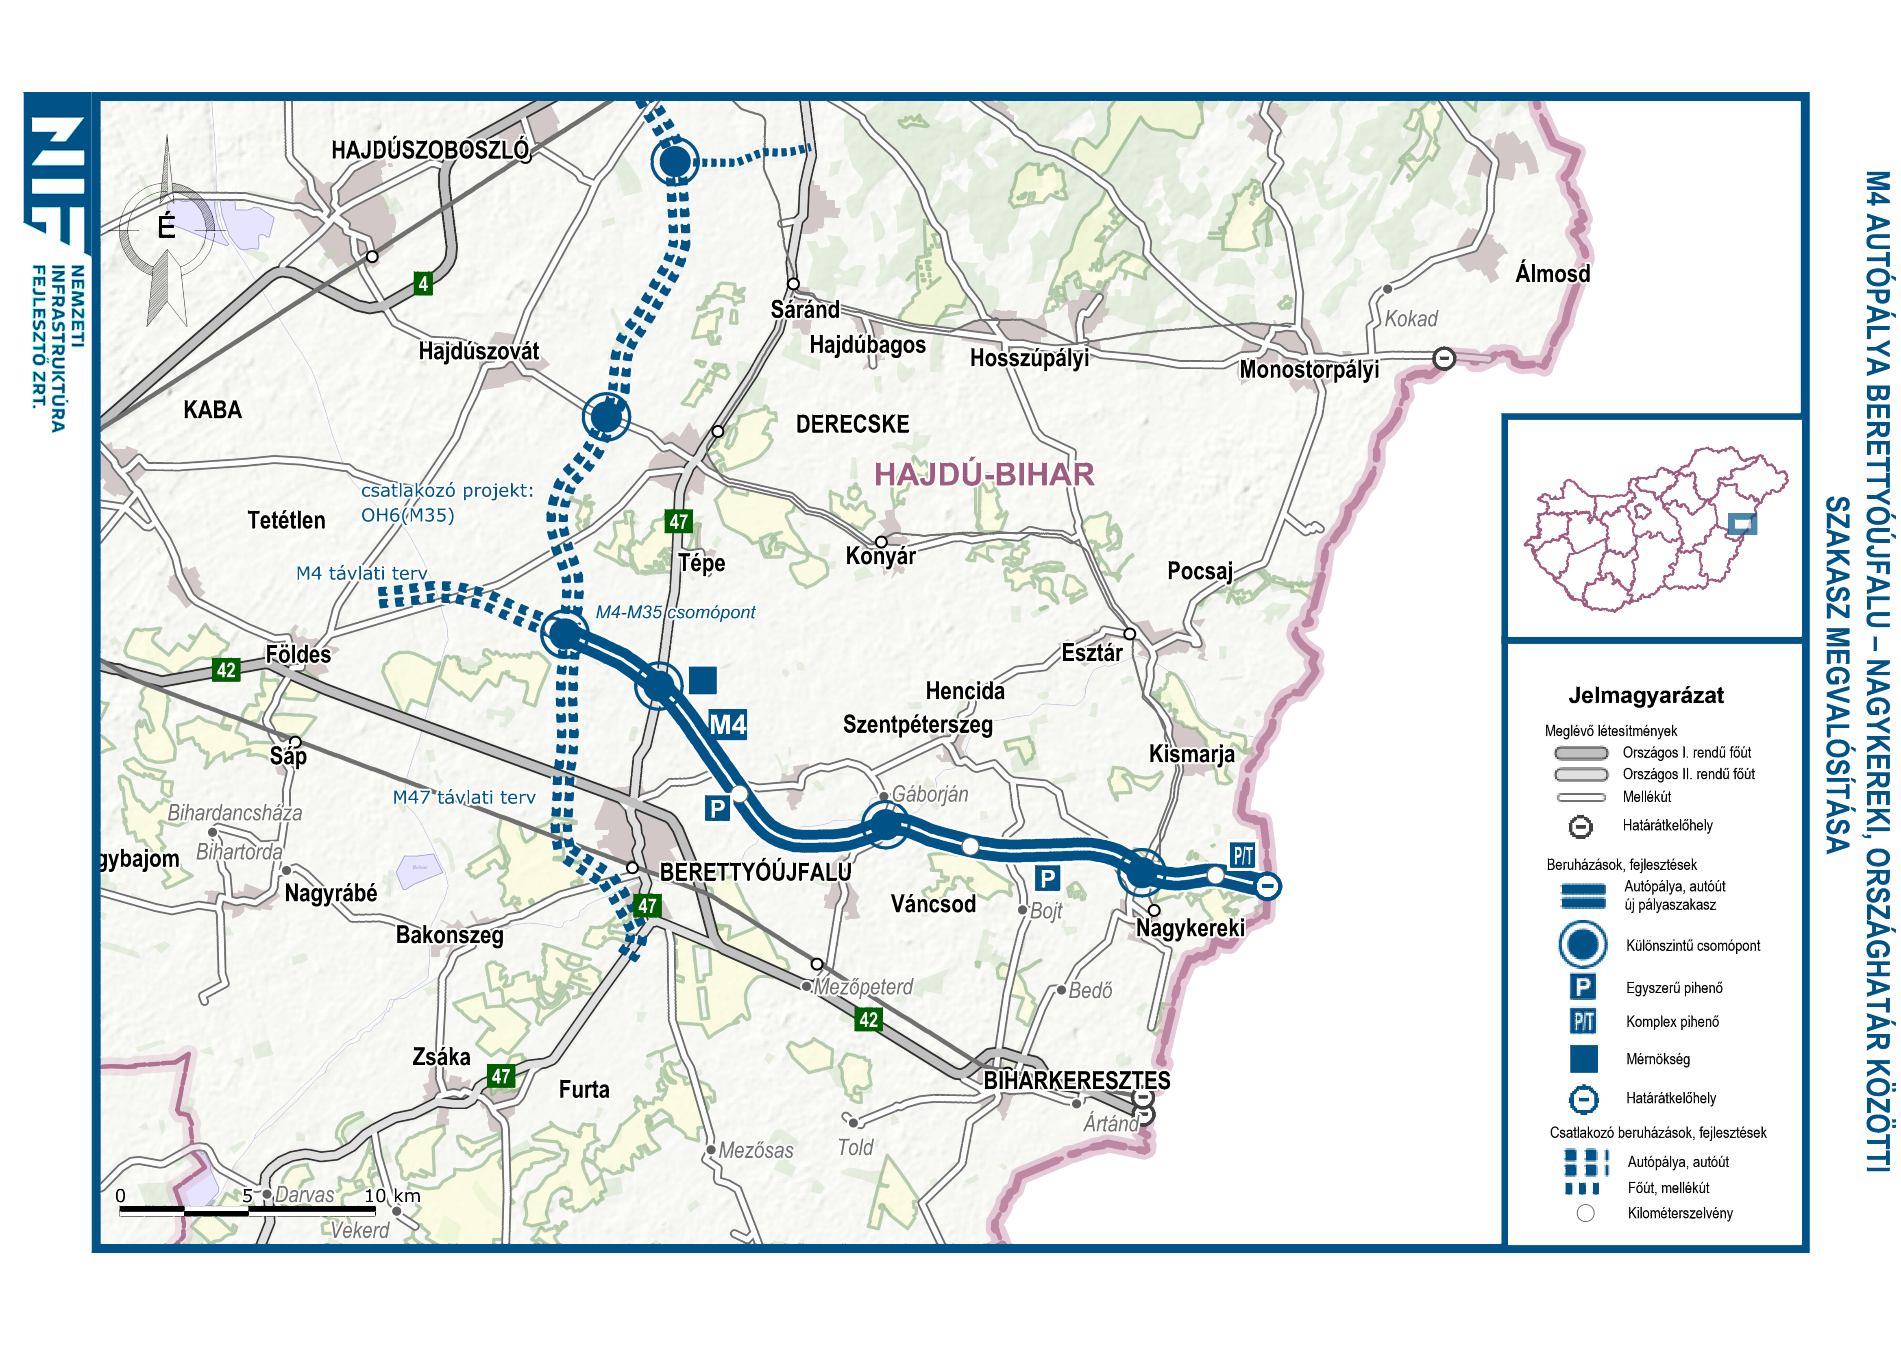 NEMZETI
INFRASTRUKTÚRA
FEJLESZTŐ ZRT.
M4 AUTÓPÁLYA BERETTYÓÚJFALU – NAGYKEREKI, ORSZÁGHATÁR KÖZÖTTI
SZAKASZ MEGVALÓSÍTÁSA
É
HAJDÚSZOBOSZLÓ
4
Álmosd
Sáránd
Kokad
Hajdúszovát
Hajdúbagos
Hosszúpályi
Monostorpályi
KABA
DERECSKE
HAJDÚ-BIHAR
csatlakozó projekt:
OH6(M35)
Tetétlen
47
Tépe
Konyár
Pocsaj
M4 távlati terv
M4-M35 csomópont
Földes
42
Esztár
Hencida
M4
Szentpéterszeg
Sáp
Kismarja
M47 távlati terv
Gáborján
P
Bihardancsháza
Bihartorda
gybajom
P/T
BERETTYÓÚJFALU
P
Nagyrábé
47
Váncsod
Bojt
Nagykereki
Bakonszeg
Mezőpeterd
Bedő
42
Zsáka
47
Furta
BIHARKERESZTES
Ártánd
Mezősas
Told
Darvas
Vekerd
0 5 10 km
Jelmagyarázat
Meglévő létesítmények
Országos I. rendű főút
Országos II. rendű főút
Mellékút
Határátkelőhely
Beruházások, fejlesztések
Autópálya, autóút
új pályaszakasz
Különszintű csomópont
P Egyszerű pihenő
P/T Komplex pihenő
Mérnökség
Határátkelőhely
Csatlakozó beruházások, fejlesztések
Autópálya, autóút
Főút, mellékút
Kilométerszelvény